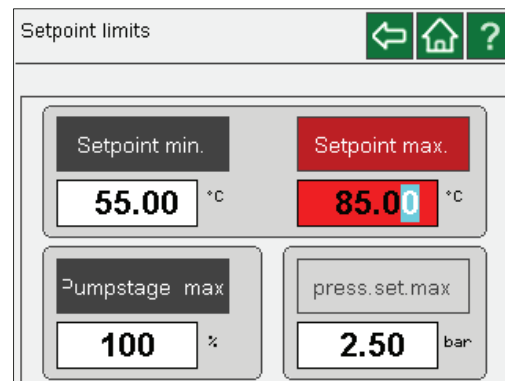 Setpoint limits ?
Setpoint min. Setpoint max.
55.00 °C 85.00 °C
Pumpstage max press.set.max
100 % 2.50 bar